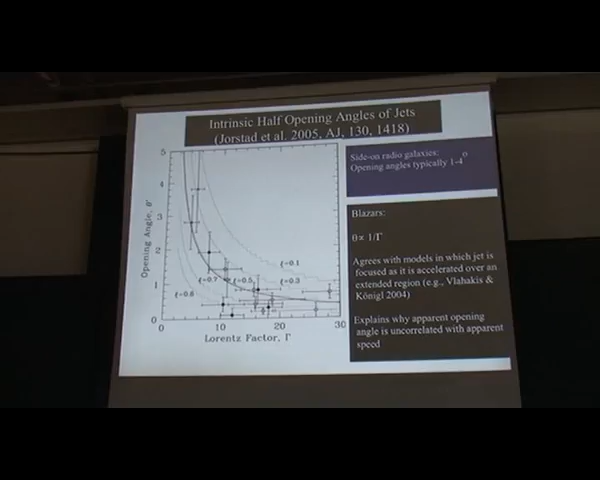 Intrinsic Half Opening Angles of Jets
(Jorstad et al. 2005, AJ, 130, 1418)
Side-on radio galaxies:
Opening angles typically 1-4°
Blazars:
θ∝ 1/Γ
Agrees with models in which jet is
focused as it is accelerated over an
extended region (e.g., Vlahakis &
Königl 2004)
Explains why apparent opening
angle is uncorrelated with apparent
speed
5
4
3
2
1
0
Opening Angle,
ξ=0.1
ξ=0.3
ξ=0.5
ξ=0.7
ξ=0.8
0
10
20
30
Lorentz Factor, Γ